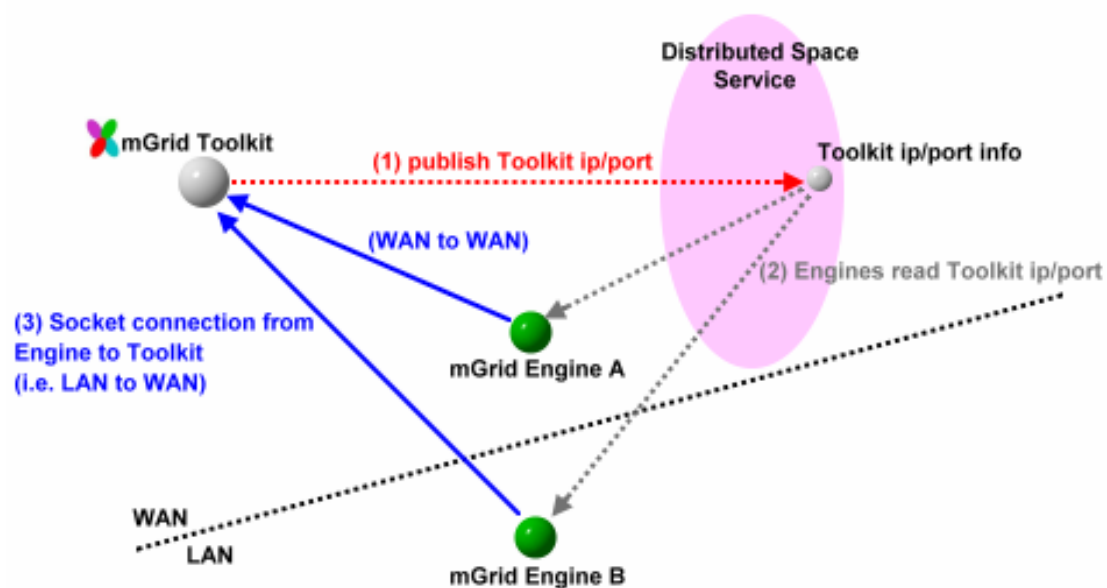 Distributed Space
Service
mGrid Toolkit
(1) publish Toolkit ip/port
Toolkit ip/port info
(WAN to WAN)
(2) Engines read Toolkit ip/port
(3) Socket connection from
Engine to Toolkit
(i.e. LAN to WAN)
mGrid Engine A
WAN
LAN
mGrid Engine B